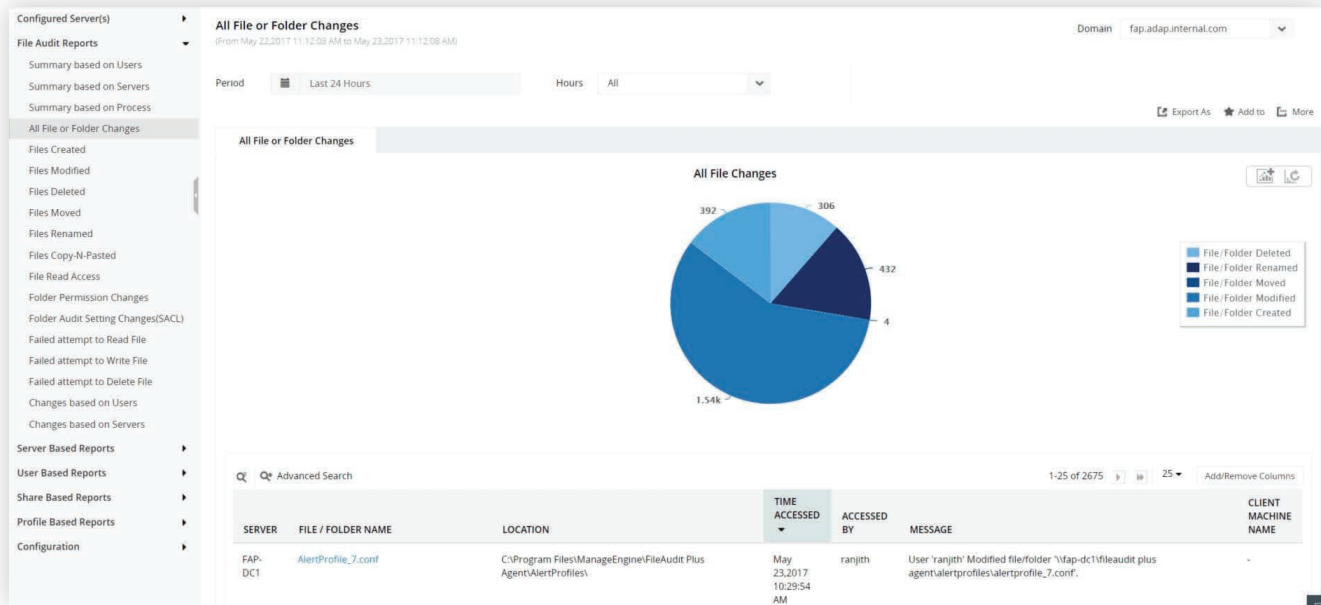 Configured Server(s)
File Audit Reports
Summary based on Users
Summary based on Servers
Summary based on Process
All File or Folder Changes
Files Created
Files Modified
Files Deleted
Files Moved
Files Renamed
Files Copy-N-Pasted
File Read Access
Folder Permission Changes
Folder Audit Setting Changes(SACL)
Failed attempt to Read File
Failed attempt to Write File
Failed attempt to Delete File
Changes based on Users
Changes based on Servers
Server Based Reports
User Based Reports
Share Based Reports
Profile Based Reports
Configuration
All File or Folder Changes
(From May 22,2017 11:12:08 AM to May 23,2017 11:12:08 AM)
Domain fap.adap.internal.com
Period Last 24 Hours Hours All
Export As Add to More
All File or Folder Changes
All File Changes
392
306
432
4
1.54k
File/Folder Deleted
File/Folder Renamed
File/Folder Moved
File/Folder Modified
File/Folder Created
Advanced Search 1-25 of 2675 25 Add/Remove Columns
SERVER FILE / FOLDER NAME LOCATION TIME ACCESSED ACCESSED BY MESSAGE CLIENT MACHINE NAME
FAP-DC1 AlertProfile_7.conf C:\Program Files\ManageEngine\FileAudit Plus Agent\AlertProfiles\ May 23,2017 10:29:54 AM ranjith User 'ranjith' Modified file/folder '\\fap-dc1\fileaudit plus agent\alertprofiles\alertprofile_7.conf'. -